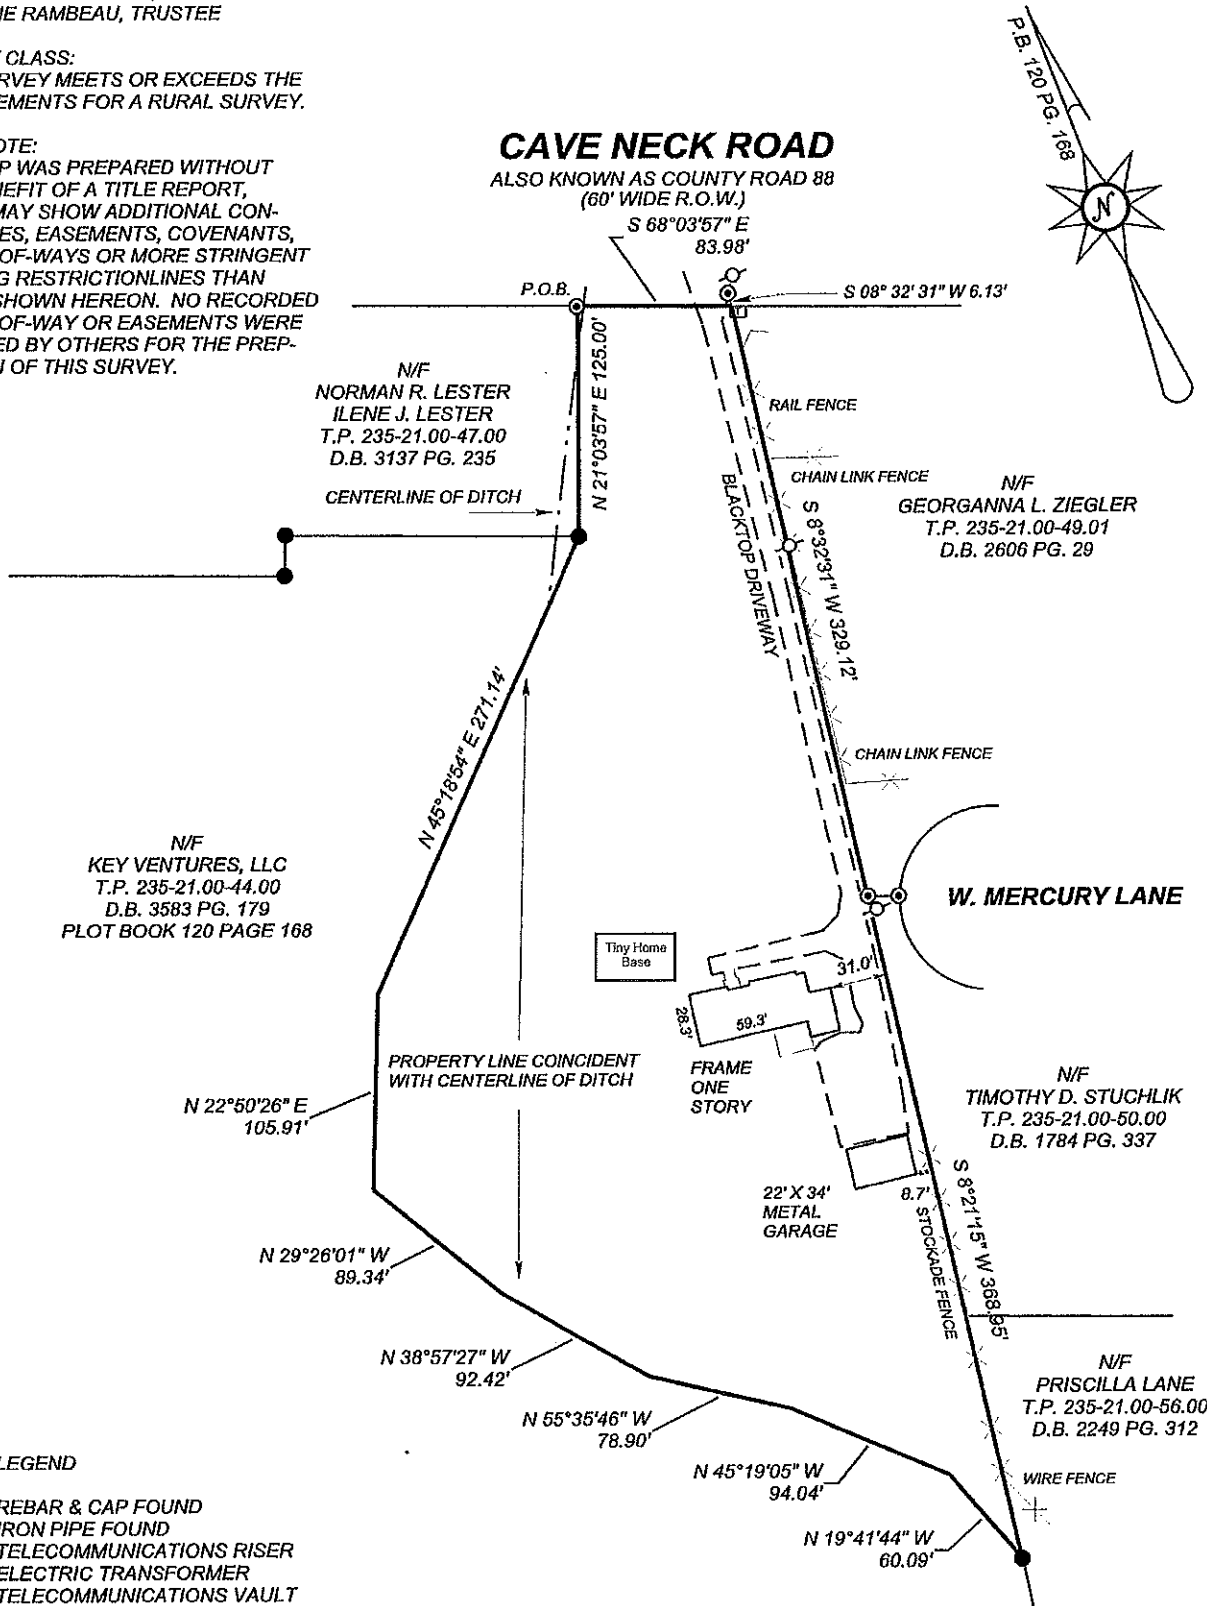 NE RAMBEAU, TRUSTEE
CLASS:
RVEY MEETS OR EXCEEDS THE
EMENTS FOR A RURAL SURVEY.
OTE:
P WAS PREPARED WITHOUT
NEFIT OF A TITLE REPORT,
MAY SHOW ADDITIONAL CON-
ES, EASEMENTS, COVENANTS,
OF-WAYS OR MORE STRINGENT
G RESTRICTIONLINES THAN
SHOWN HEREON. NO RECORDED
OF-WAY OR EASEMENTS WERE
ED BY OTHERS FOR THE PREP-
N OF THIS SURVEY.
P.B. 120 PG. 168
N
CAVE NECK ROAD
ALSO KNOWN AS COUNTY ROAD 88
(60' WIDE R.O.W.)
S 68°03'57" E
83.98'
P.O.B.
S 08° 32' 31" W 6.13'
T
N/F
NORMAN R. LESTER
ILENE J. LESTER
T.P. 235-21.00-47.00
D.B. 3137 PG. 235
N 21°03'57" E 125.00'
CENTERLINE OF DITCH
RAIL FENCE
CHAIN LINK FENCE
BLACKTOP DRIVEWAY
S 8°32'31" W 329.12'
N/F
GEORGANNA L. ZIEGLER
T.P. 235-21.00-49.01
D.B. 2606 PG. 29
N 45°18'54" E 271.14'
CHAIN LINK FENCE
N/F
KEY VENTURES, LLC
T.P. 235-21.00-44.00
D.B. 3583 PG. 179
PLOT BOOK 120 PAGE 168
W. MERCURY LANE
Tiny Home
Base
31.0'
28.3'
59.3'
FRAME
ONE
STORY
PROPERTY LINE COINCIDENT
WITH CENTERLINE OF DITCH
N 22°50'26" E
105.91'
N/F
TIMOTHY D. STUCHLIK
T.P. 235-21.00-50.00
D.B. 1784 PG. 337
22' X 34'
METAL
GARAGE
8.7'
STOCKADE FENCE
S 8°21'15" W 368.95'
N 29°26'01" W
89.34'
N 38°57'27" W
92.42'
N 55°35'46" W
78.90'
N 45°19'05" W
94.04'
N 19°41'44" W
60.09'
N/F
PRISCILLA LANE
T.P. 235-21.00-56.00
D.B. 2249 PG. 312
WIRE FENCE
LEGEND
REBAR & CAP FOUND
IRON PIPE FOUND
TELECOMMUNICATIONS RISER
ELECTRIC TRANSFORMER
TELECOMMUNICATIONS VAULT